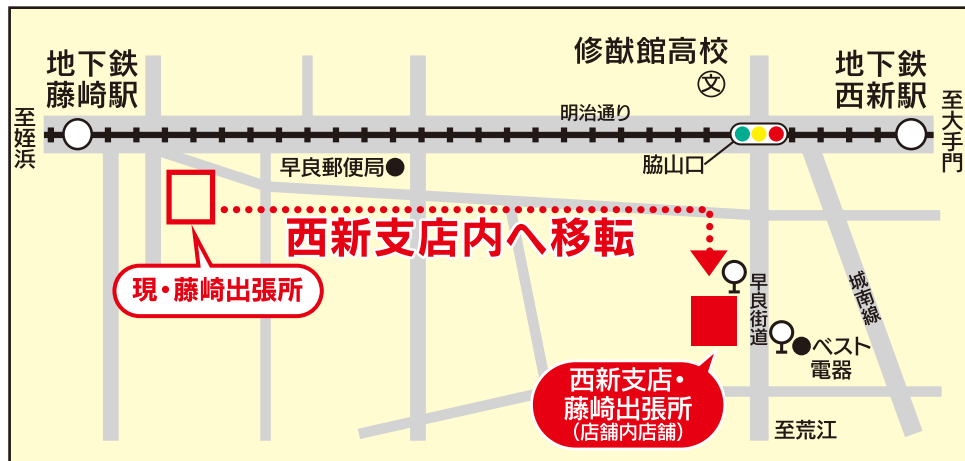 地下鉄
藤崎駅
修猷館高校
文
地下鉄
西新駅
至姪浜
明治通り
至大手門
早良郵便局
脇山口
西新支店内へ移転
現・藤崎出張所
早良街道
城南線
ベスト
電器
西新支店・
藤崎出張所
(店舗内店舗)
至荒江